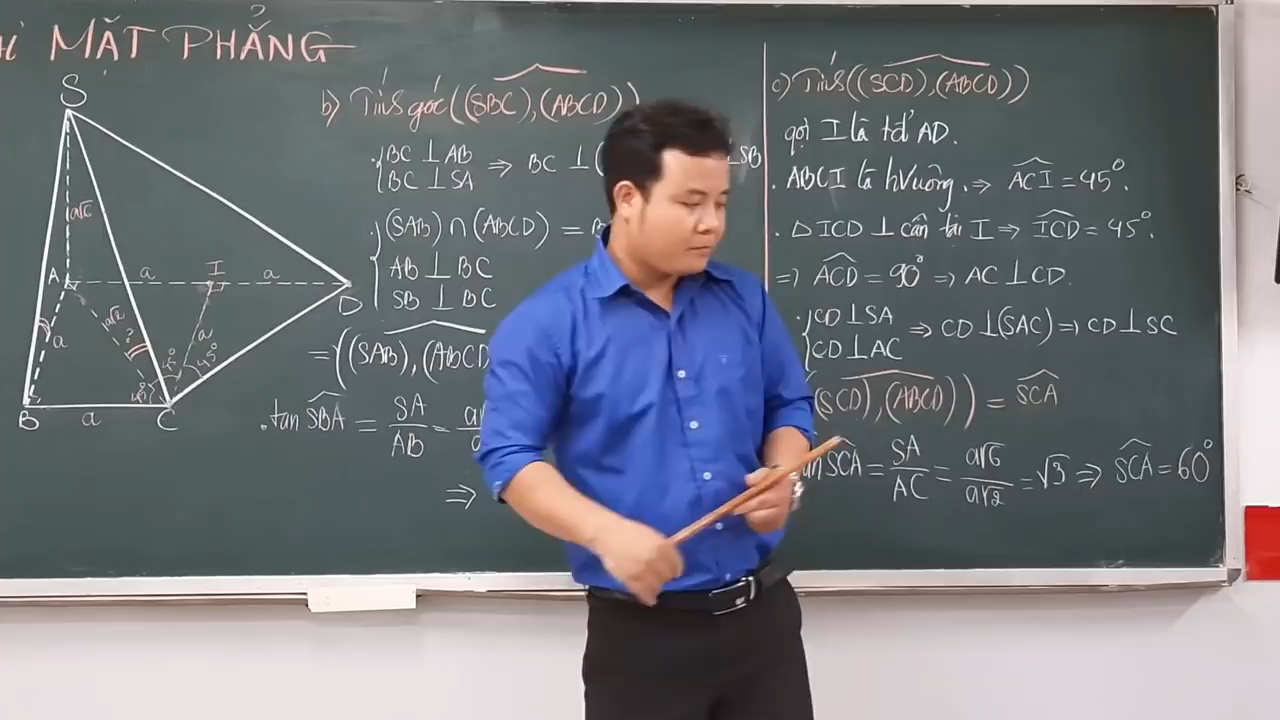 MẶT PHẲNG
S
a√6
A a I a D
a√2
a
a
?
45° 45°
45°
B a C
b) Tính góc((SBC),(ABCD))
BC ⊥ AB
BC ⊥ SA
⇒ BC ⊥ (
⊥ SB
(SAB) ∩ (ABCD) =
AB ⊥ BC
SB ⊥ BC
⇒ ((SAB), (ABCD
. tan SBA = SA/AB =
⇒
c) Tính((SCD),(ABCD))
gọi I là tđ AD.
. ABCI là hvuông. ⇒ ACI = 45°.
. △ ICD ⊥ cân tại I ⇒ ICD = 45°.
⇒ ACD = 90° ⇒ AC ⊥ CD.
CD ⊥ SA
CD ⊥ AC
⇒ CD ⊥ (SAC) ⇒ CD ⊥ SC
(SCD), (ABCD)) = SCA
SCA = SA/AC = a√6/a√2 = √3 ⇒ SCA = 60°